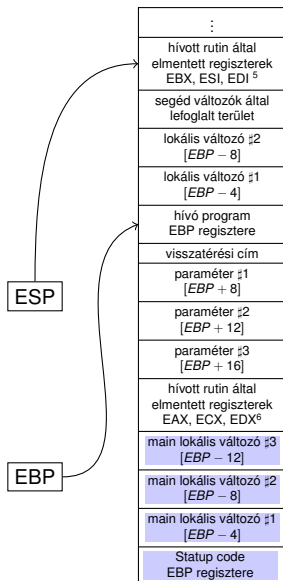 ⋮
hívott rutin által
elmentett regiszterek
EBX, ESI, EDI 5
segéd változók által
lefoglalt terület
lokális változó ♯2
[EBP − 8]
lokális változó ♯1
[EBP − 4]
hívó program
EBP regisztere
visszatérési cím
paraméter ♯1
[EBP + 8]
paraméter ♯2
[EBP + 12]
paraméter ♯3
[EBP + 16]
hívott rutin által
elmentett regiszterek
EAX, ECX, EDX6
main lokális változó ♯3
[EBP − 12]
main lokális változó ♯2
[EBP − 8]
main lokális változó ♯1
[EBP − 4]
Statup code
EBP regisztere
ESP
EBP